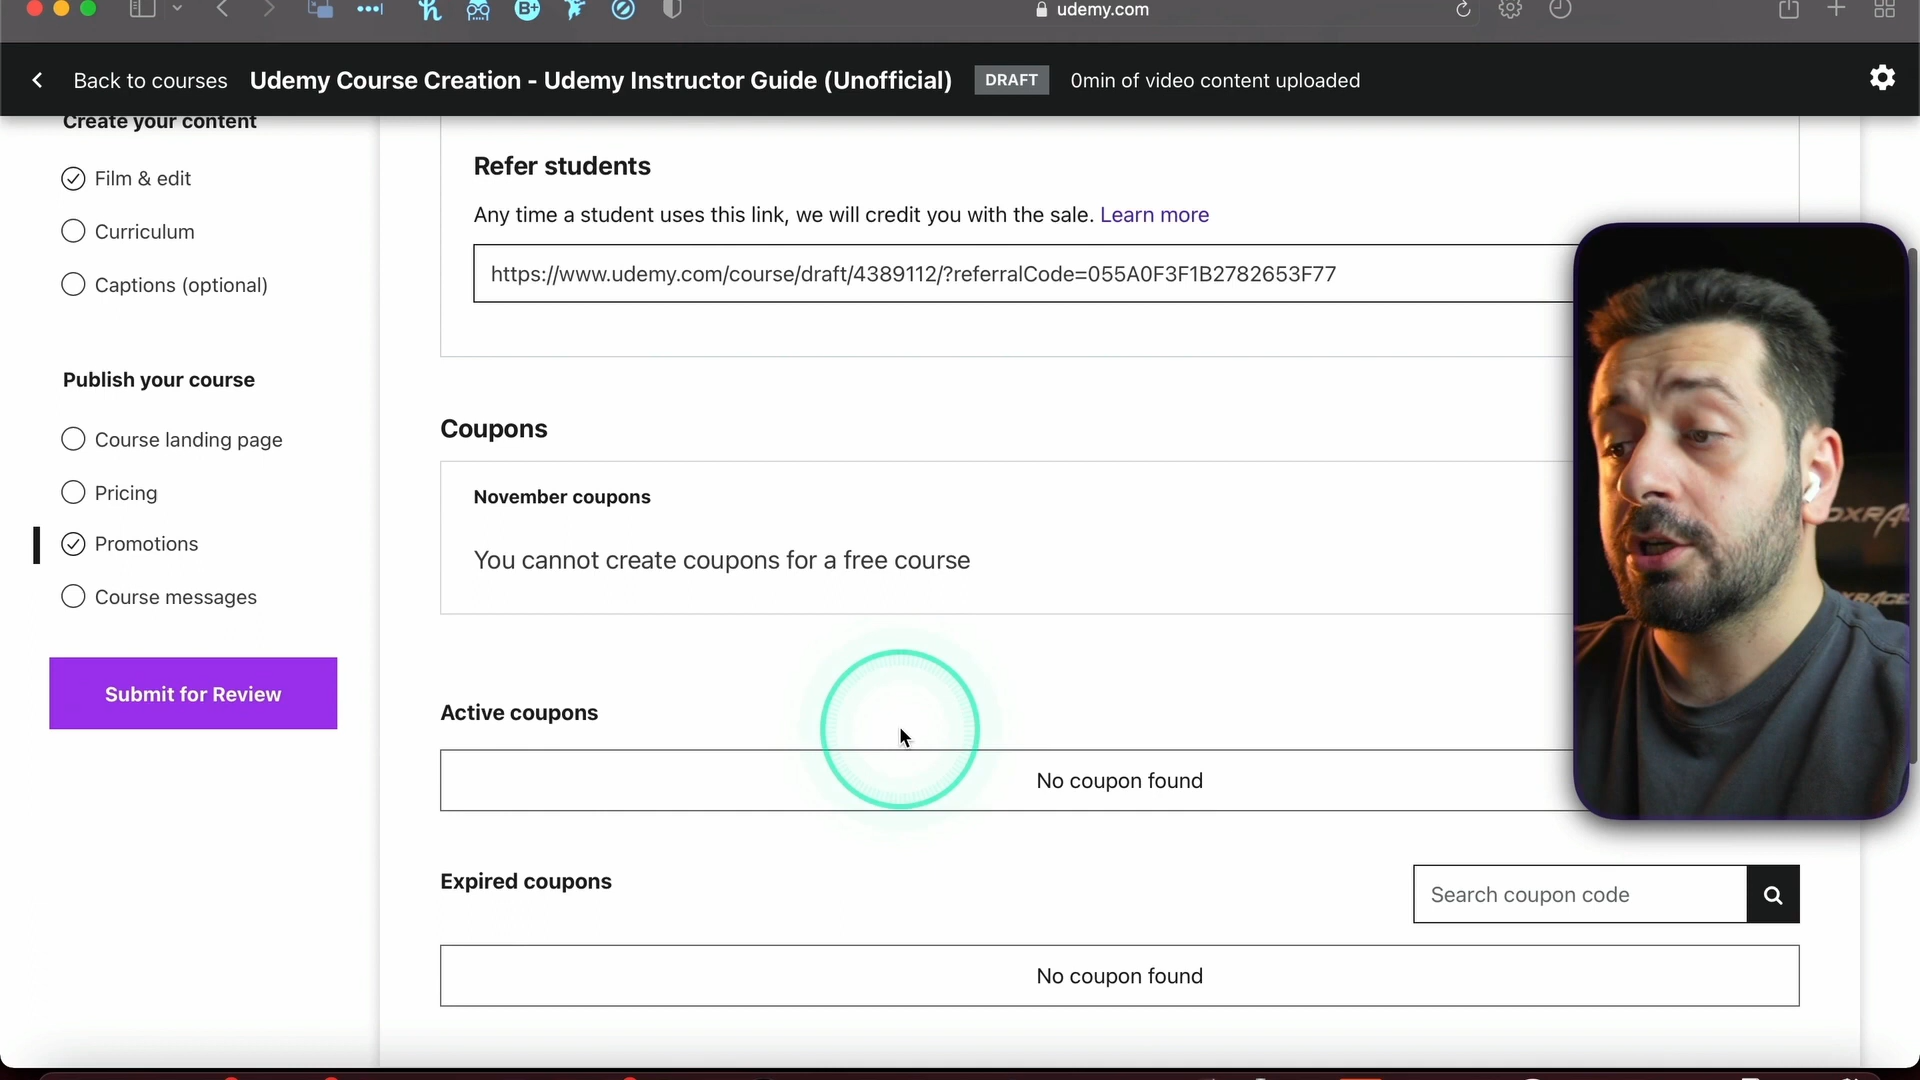 udemy.com
Back to courses
Udemy Course Creation - Udemy Instructor Guide (Unofficial)
DRAFT
0min of video content uploaded
Create your content
Film & edit
Curriculum
Captions (optional)
Publish your course
Course landing page
Pricing
Promotions
Course messages
Submit for Review
Refer students
Any time a student uses this link, we will credit you with the sale. Learn more
https://www.udemy.com/course/draft/4389112/?referralCode=055A0F3F1B2782653F77
Coupons
November coupons
You cannot create coupons for a free course
Active coupons
No coupon found
Expired coupons
Search coupon code
No coupon found
B+